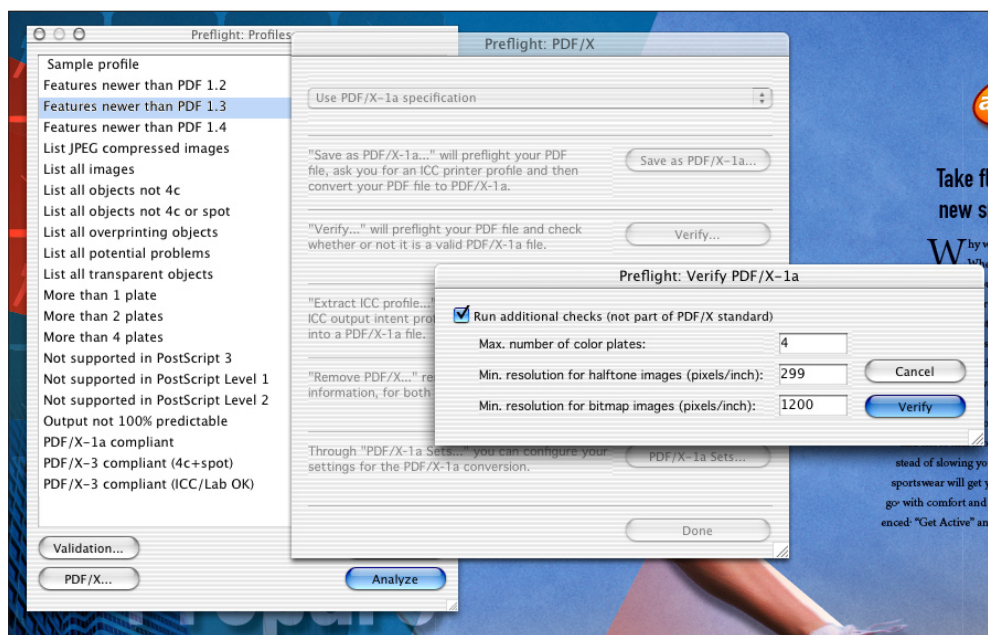 Preflight: Profiles
Sample profile
Features newer than PDF 1.2
Features newer than PDF 1.3
Features newer than PDF 1.4
List JPEG compressed images
List all images
List all objects not 4c
List all objects not 4c or spot
List all overprinting objects
List all potential problems
List all transparent objects
More than 1 plate
More than 2 plates
More than 4 plates
Not supported in PostScript 3
Not supported in PostScript Level 1
Not supported in PostScript Level 2
Output not 100% predictable
PDF/X-1a compliant
PDF/X-3 compliant (4c+spot)
PDF/X-3 compliant (ICC/Lab OK)
Validation...
PDF/X...
Analyze
Preflight: PDF/X
Use PDF/X-1a specification
"Save as PDF/X-1a..." will preflight your PDF
file, ask you for an ICC printer profile and then
convert your PDF file to PDF/X-1a.
Save as PDF/X-1a...
"Verify..." will preflight your PDF file and check
whether or not it is a valid PDF/X-1a file.
Verify...
"Extract ICC profile..."
ICC output intent
into a PDF/X-1a file.
"Remove PDF/X..."
information, for both
Through "PDF/X-1a Sets..." you can configure your
settings for the PDF/X-1a conversion.
PDF/X-1a Sets...
Done
Preflight: Verify PDF/X-1a
Run additional checks (not part of PDF/X standard)
Max. number of color plates: 4
Min. resolution for halftone images (pixels/inch): 299
Min. resolution for bitmap images (pixels/inch): 1200
Cancel
Verify
Take
new
Why
stead of slowing
sportswear will get
go with comfort and
enced "Get Active"
Prepare